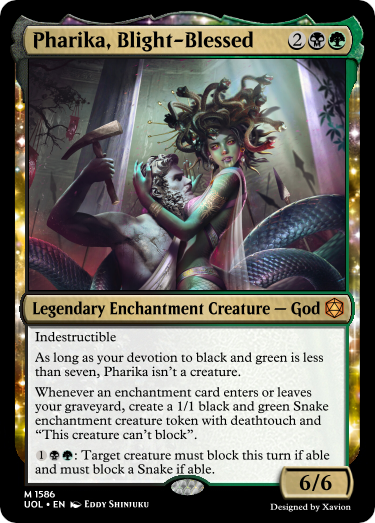 Pharika, Blight-Blessed 2
Legendary Enchantment Creature — God
Indestructible
As long as your devotion to black and green is less
than seven, Pharika isn't a creature.
Whenever an enchantment card enters or leaves
your graveyard, create a 1/1 black and green Snake
enchantment creature token with deathtouch and
“This creature can't block”.
1 : Target creature must block this turn if able
and must block a Snake if able.
6/6
M 1586
UOL • EN Eddy Shinjuku
Designed by Xavion